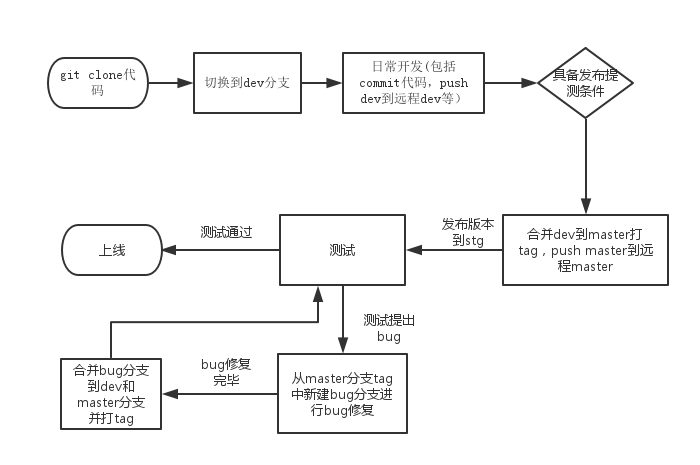 git clone代
码
切换到dev分支
日常开发(包括
commit代码，push
dev到远程dev等）
具备发布提
测条件
合并dev到master打
tag，push master到远
程master
发布版本
到stg
测试
测试通过
上线
测试提出
bug
从master分支tag
中新建bug分支进
行bug修复
bug修复
完毕
合并bug分支
到dev和
master分支
并打tag